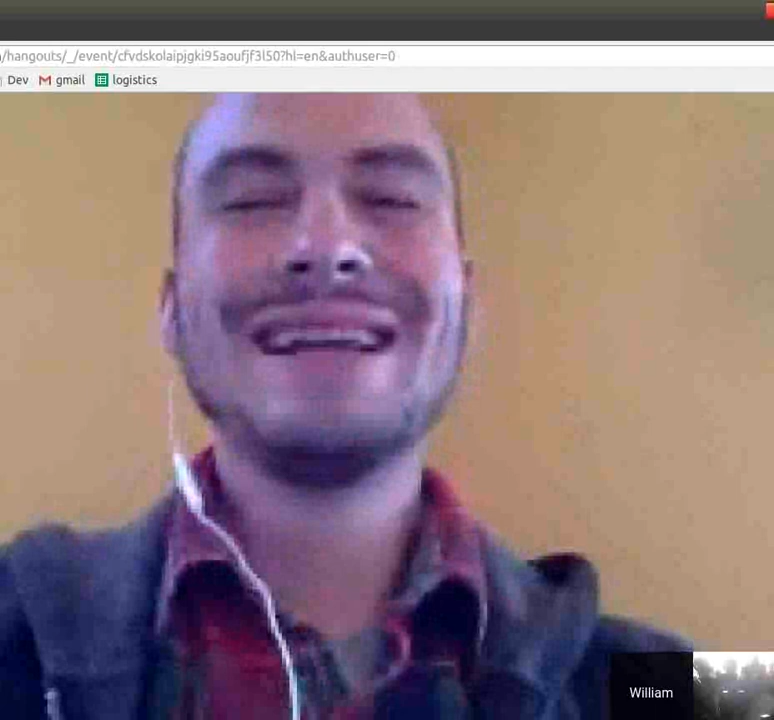 /hangouts/_/event/cfvdskolaipjgki95aoufjf3l50?hl=en&authuser=0
Dev gmail logistics
William